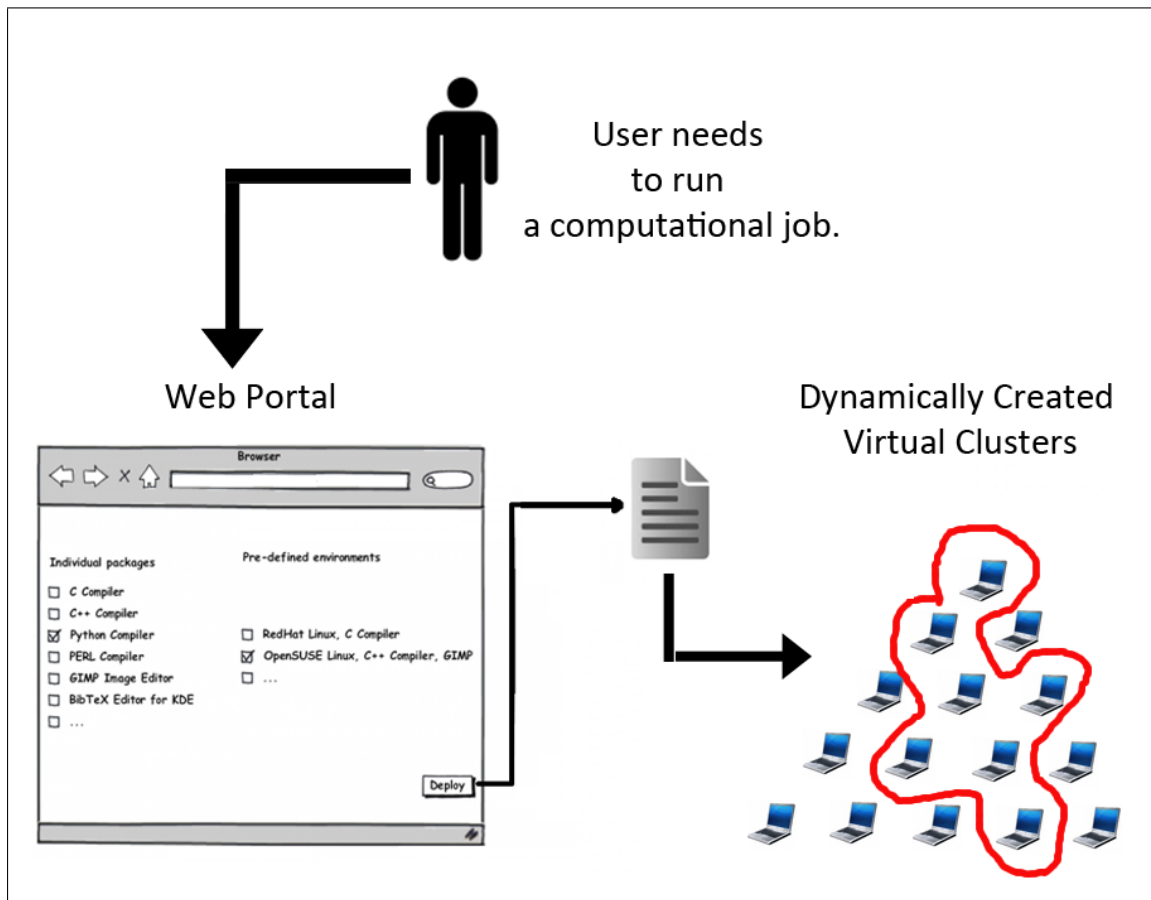 User needs
to run
a computational job.
Web Portal
Dynamically Created
Virtual Clusters
Browser
X
Individual packages
C Compiler
C++ Compiler
Python Compiler
PERL Compiler
GIMP Image Editor
BibTeX Editor for KDE
...
Pre-defined environments
RedHat Linux, C Compiler
OpenSUSE Linux, C++ Compiler, GIMP
...
Deploy